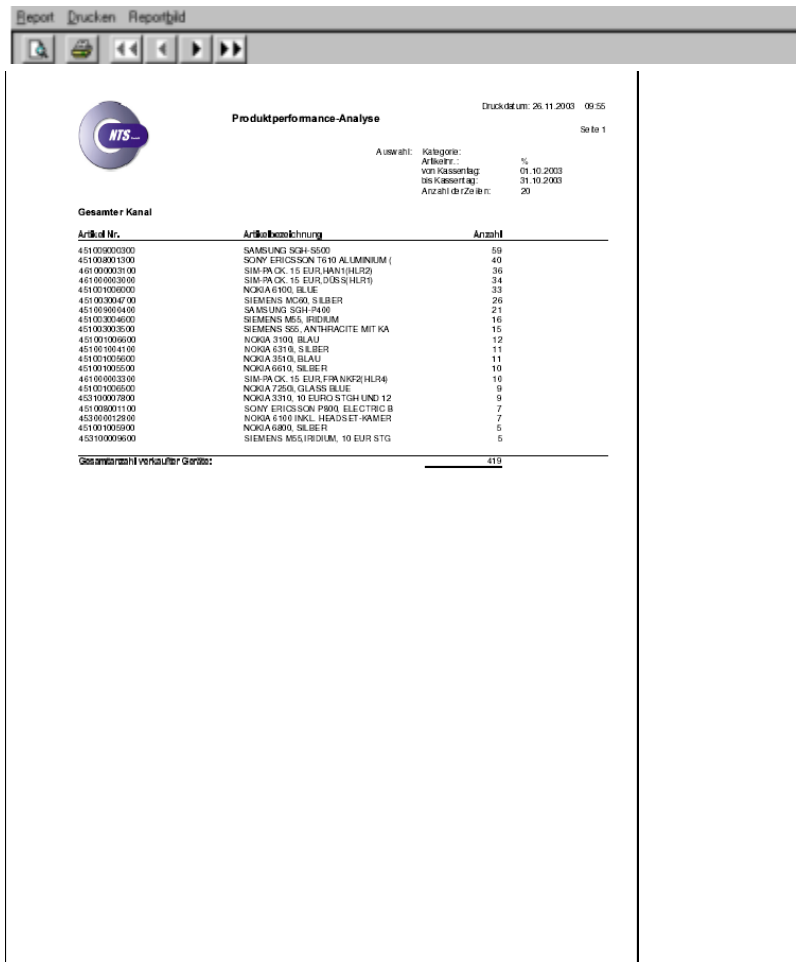 Report Drucken Reportbild
Druckdatum: 26.11.2003 09:55
NTS
Produktperformance-Analyse
Seite 1
Auswahl: Kategorie:
Artikelnr.: %
von Kassentag: 01.10.2003
bis Kassentag: 31.10.2003
Anzahl der Zeilen: 20
Gesamter Kanal
Artikel Nr. Artikelbezeichnung Anzahl
451009000300 SAMSUNG SGH-S500 59
451008001300 SONY ERICSSON T610 ALUMINIUM ( 40
461000003100 SIM-PACK. 15 EUR,HAN1(HLR2) 36
461000003000 SIM-PACK. 15 EUR,DÜSS(HLR1) 34
451001006000 NOKIA 6100, BLUE 33
451003004700 SIEMENS MC60, SILBER 26
451009000400 SAMSUNG SGH-P400 21
451003004600 SIEMENS M55, IRIDIUM 16
451003003500 SIEMENS S55, ANTHRACITE MIT KA 15
451001006600 NOKIA 3100, BLAU 12
451001004100 NOKIA 6310i, SILBER 11
451001005600 NOKIA 3510i, BLAU 11
451001005500 NOKIA 6610, SILBER 10
461000003300 SIM-PACK. 15 EUR,FRANKF2(HLR4) 10
451001006500 NOKIA 7250i, GLASS BLUE 9
453100007800 NOKIA 3310, 10 EURO STGH UND 12 9
451008001100 SONY ERICSSON P800, ELECTRIC B 7
453000012800 NOKIA 6100 INKL. HEADSET-KAMER 7
451001005900 NOKIA 6800, SILBER 5
453100009600 SIEMENS M55,IRIDIUM, 10 EUR STG 5
Gesamtanzahl verkaufter Geräte: 419